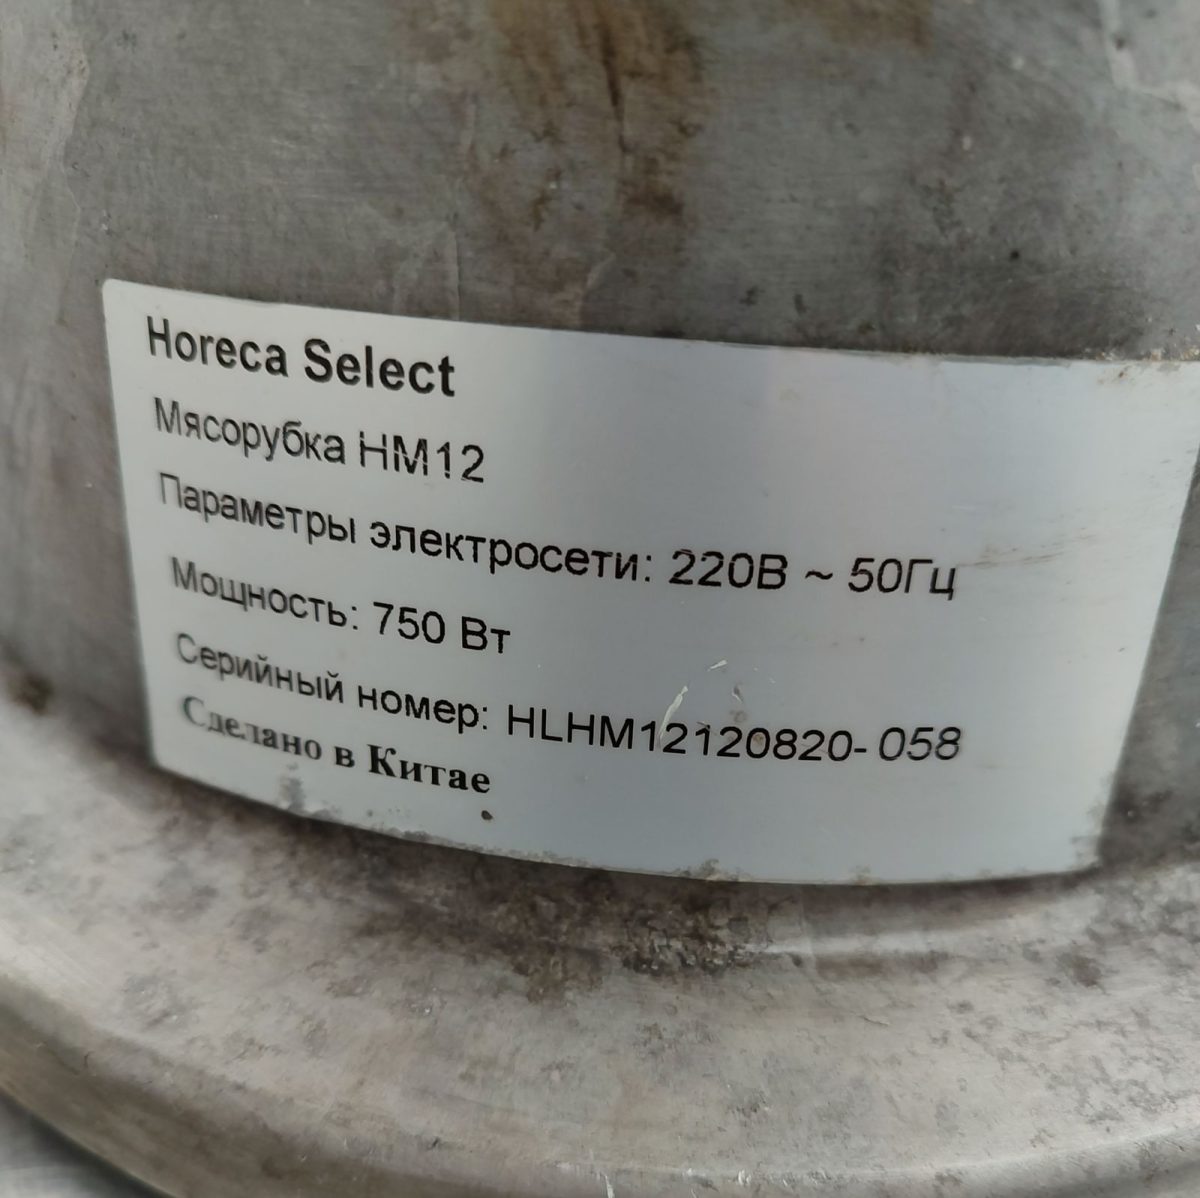 Horeca Select
Мясорубка HM12
Параметры электросети: 220В ~ 50Гц
Мощность: 750 Вт
Серийный номер: HLHM12120820-058
Сделано в Китае